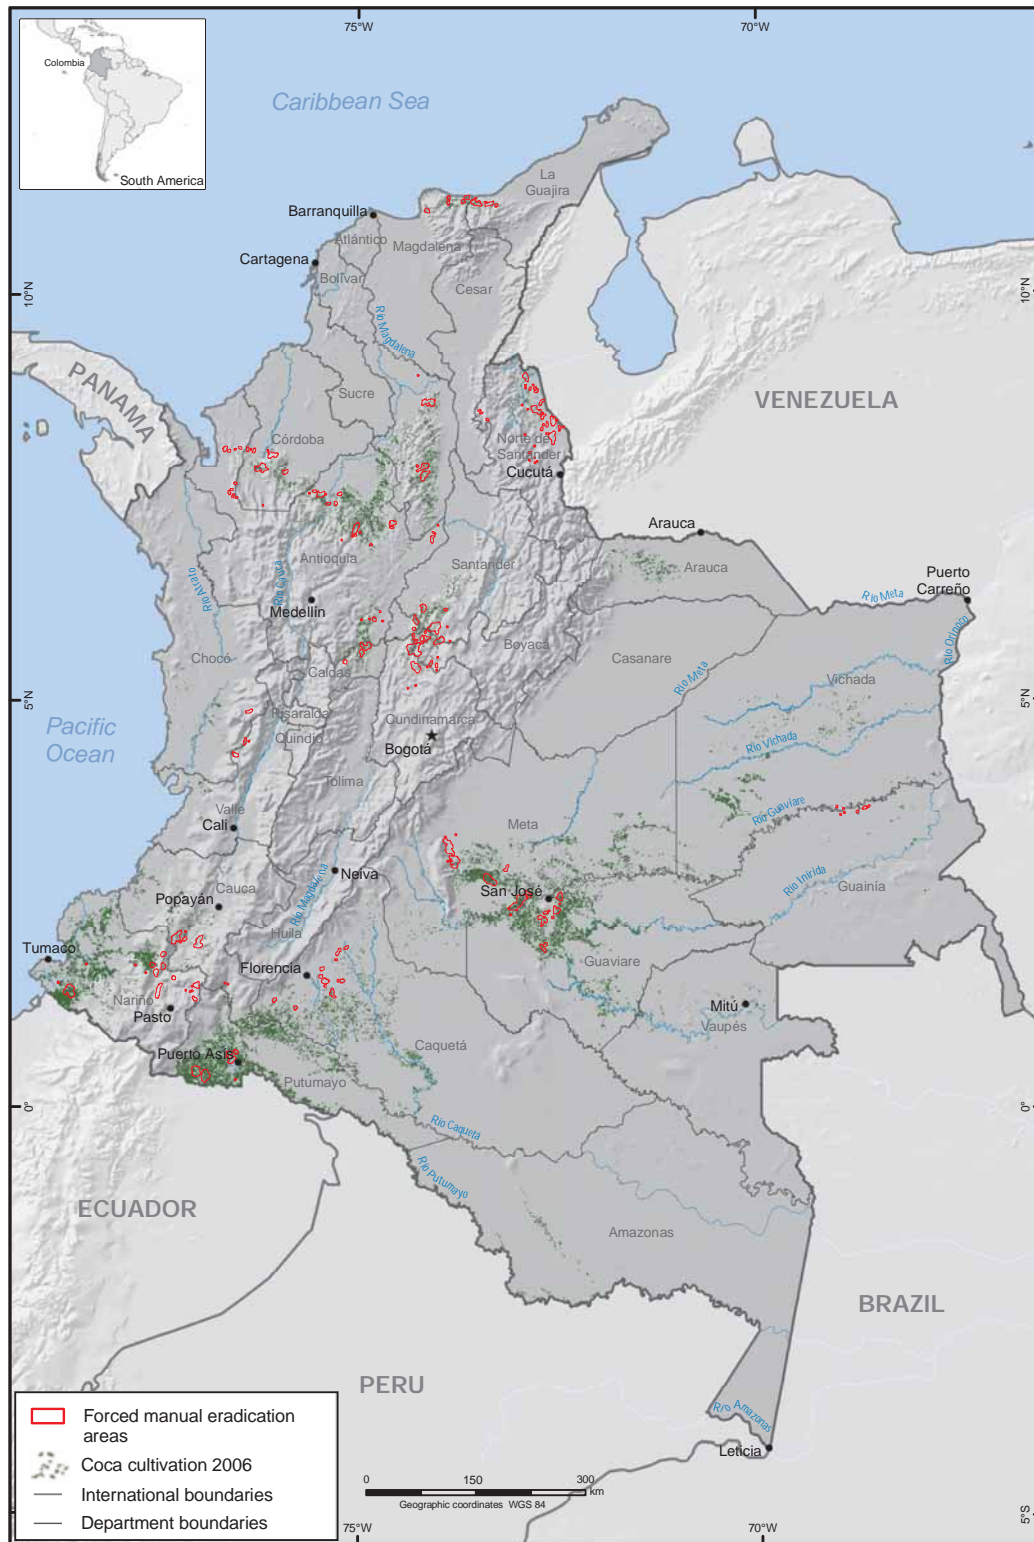 75°W
70°W
Colombia
South America
Caribbean Sea
La
Guajira
Barranquilla
Atlántico
Magdalena
Cartagena
Bolívar
Cesar
10°N
10°N
Río Magdalena
PANAMA
Sucre
VENEZUELA
Córdoba
Norte de
Santander
Cucutá
Arauca
Antioquia
Santander
Arauca
Puerto
Carreño
Río Atrato
Río Cauca
Río Meta
Medellín
Río Orinoco
Boyaca
Chocó
Casanare
Caldas
Río Meta
Vichada
5°N
5°N
Pacific
Ocean
Risaralda
Cundinamarca
Quindío
Bogotá
Río Vichada
Tolima
Valle
Cali
Meta
Río Guaviare
Neiva
Cauca
Río Magdalena
San José
Río Inírida
Guainía
Popayán
Huila
Tumaco
Florencia
Guaviare
Nariño
Pasto
Mitú
Vaupés
Caquetá
Puerto Asís
Putumayo
0°
0°
Río Caquetá
Río Putumayo
ECUADOR
Amazonas
BRAZIL
PERU
Río Amazonas
Leticia
Forced manual eradication
areas
Coca cultivation 2006
International boundaries
Department boundaries
0
150
300
km
Geographic coordinates WGS 84
5°S
75°W
70°W